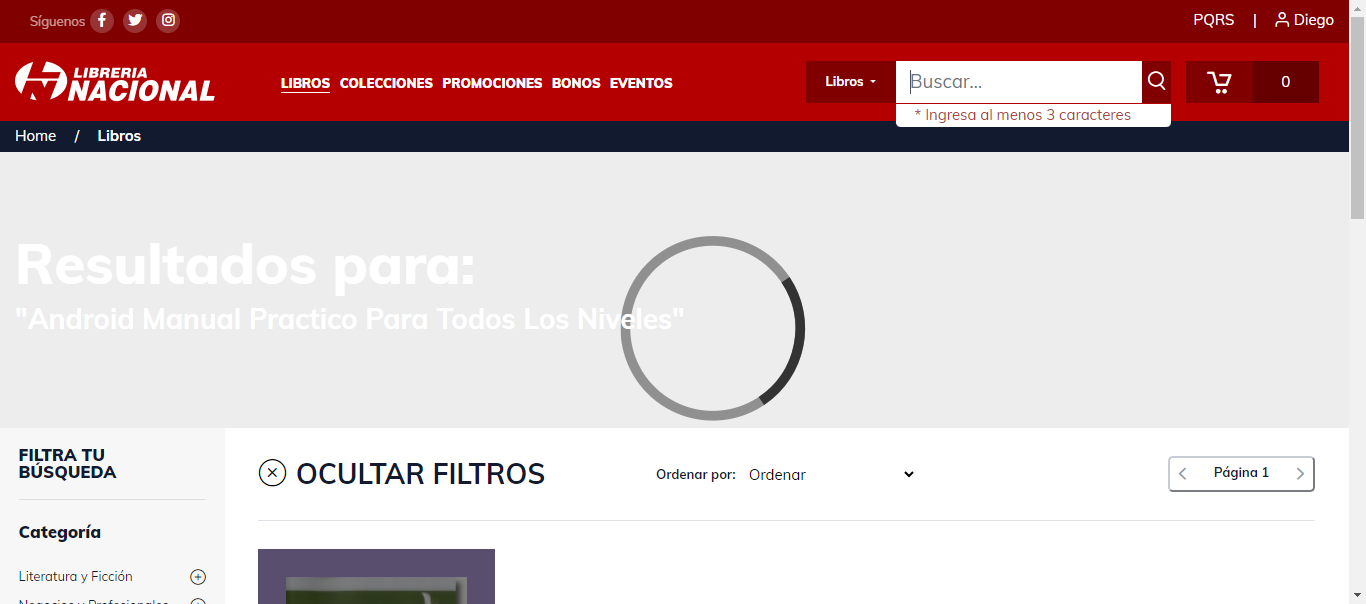 Síguenos
PQRS | Diego
LIBRERIA
NACIONAL
LIBROS COLECCIONES PROMOCIONES BONOS EVENTOS
Libros
Buscar...
0
* Ingresa al menos 3 caracteres
Home / Libros
Resultados para:
"Android Manual Practico Para Todos Los Niveles"
FILTRA TU
BÚSQUEDA
OCULTAR FILTROS
Ordenar por: Ordenar
Página 1
Categoría
Literatura y Ficción
Negocios y Profesionales